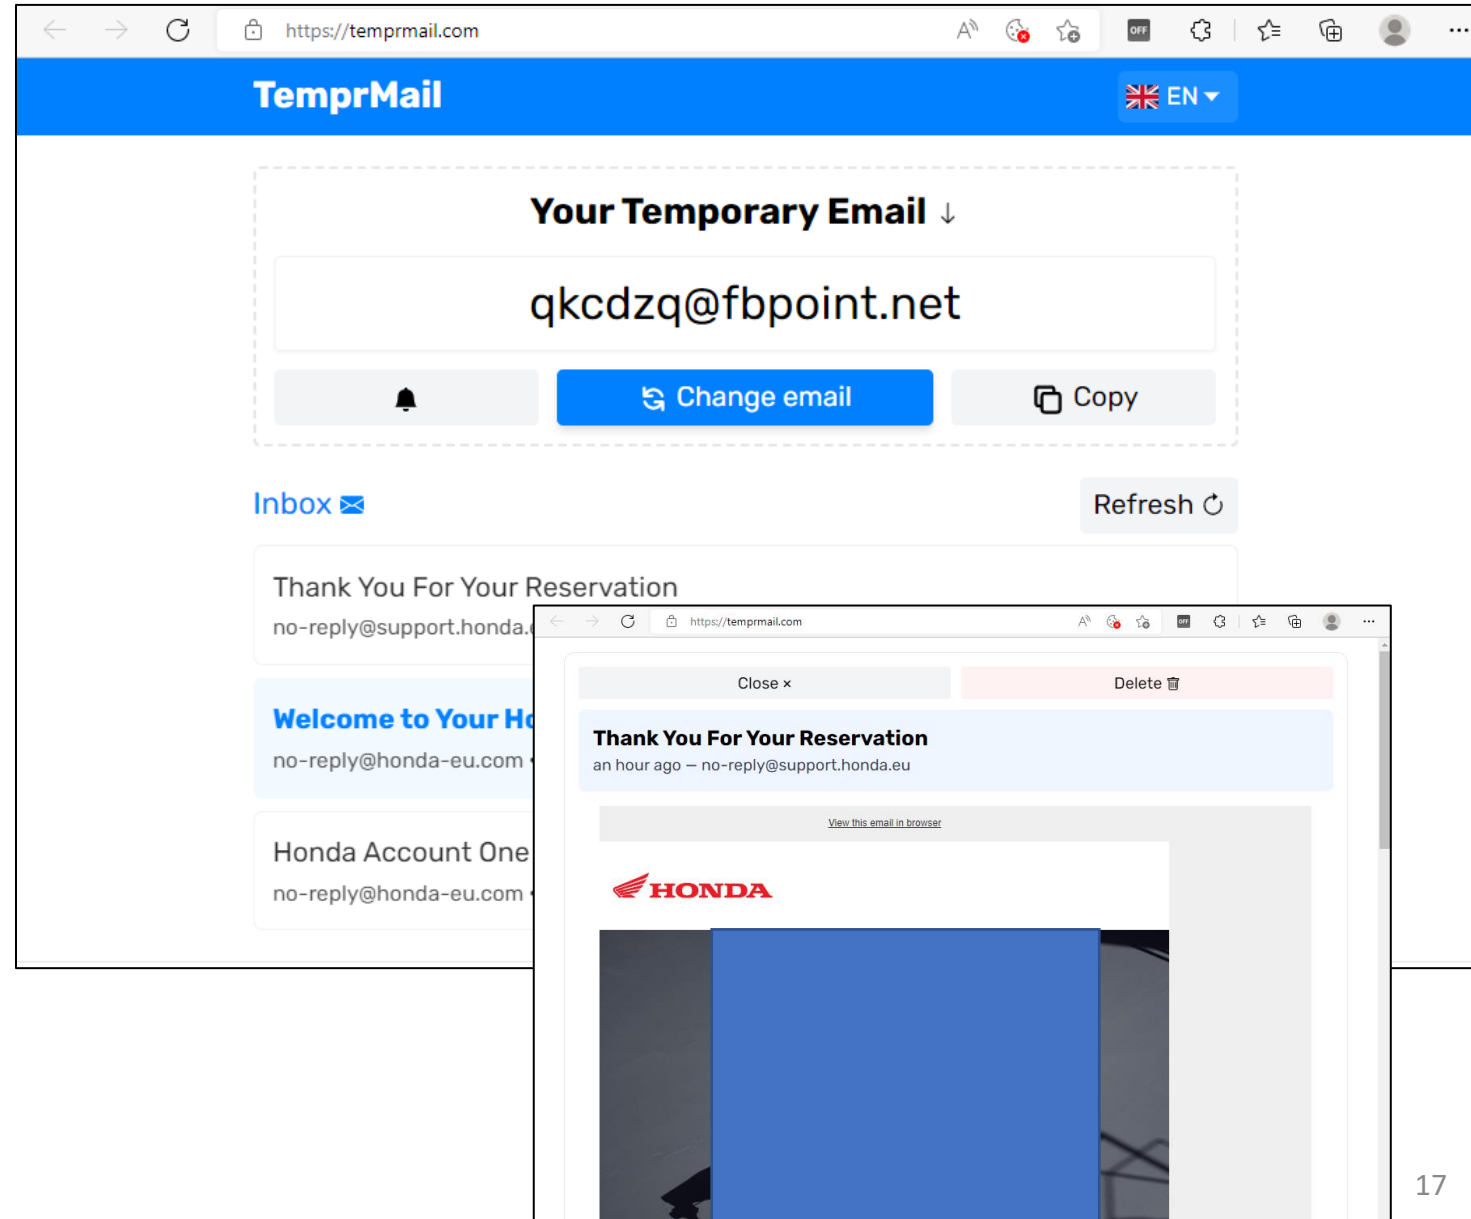 https://temprmail.com
OFF
TemprMail
EN
Your Temporary Email ↓
qkcdzq@fbpoint.net
Change email
Copy
Inbox
Refresh
Thank You For Your Reservation
no-reply@support.honda.
Welcome to Your Ho
no-reply@honda-eu.com •
Honda Account One
no-reply@honda-eu.com •
https://temprmail.com
OFF
Close ×
Delete
Thank You For Your Reservation
an hour ago — no-reply@support.honda.eu
View this email in browser
HONDA
17